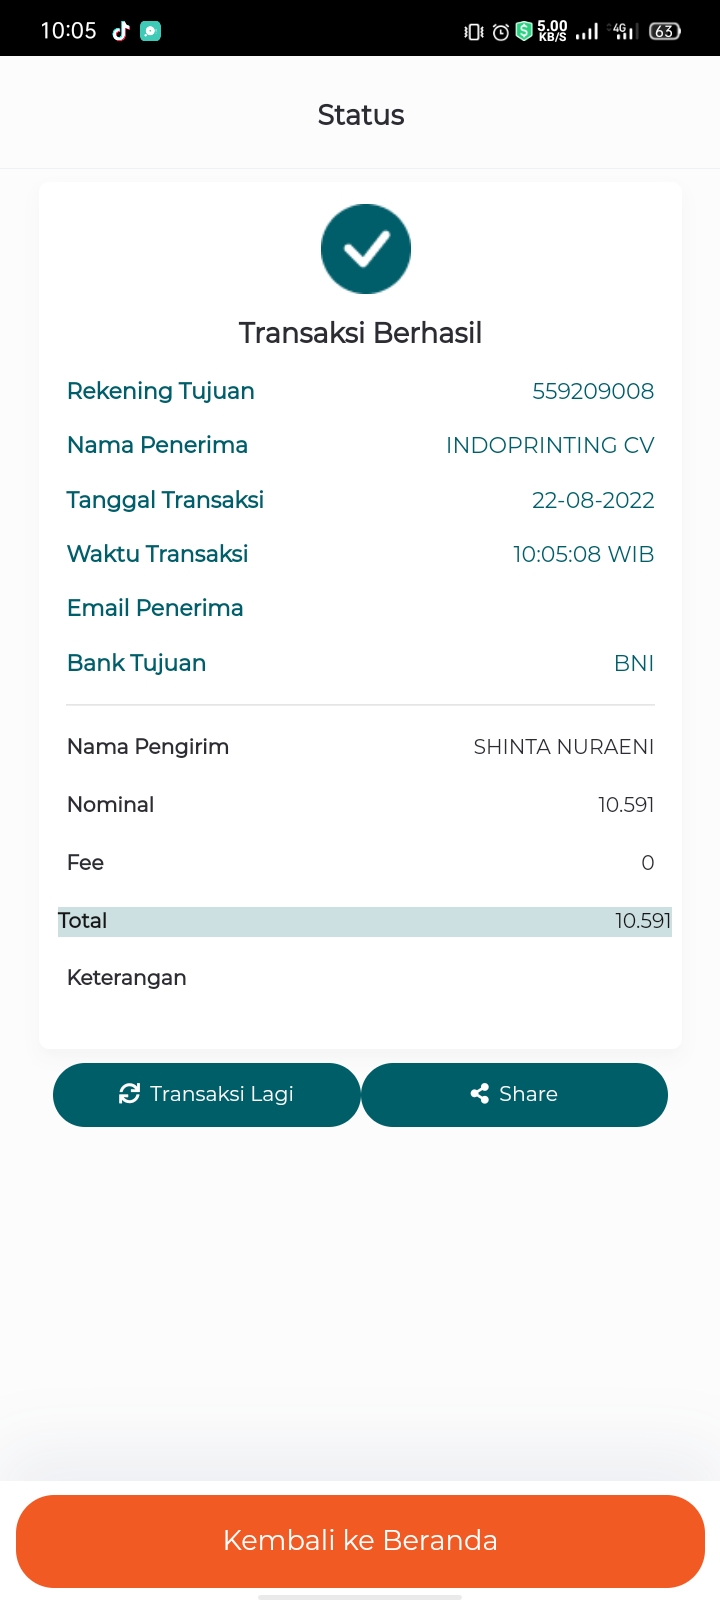 10:05 5.00 KB/S 4G 63
Status
Transaksi Berhasil
Rekening Tujuan 559209008
Nama Penerima INDOPRINTING CV
Tanggal Transaksi 22-08-2022
Waktu Transaksi 10:05:08 WIB
Email Penerima
Bank Tujuan BNI
Nama Pengirim SHINTA NURAENI
Nominal 10.591
Fee 0
Total 10.591
Keterangan
Transaksi Lagi Share
Kembali ke Beranda